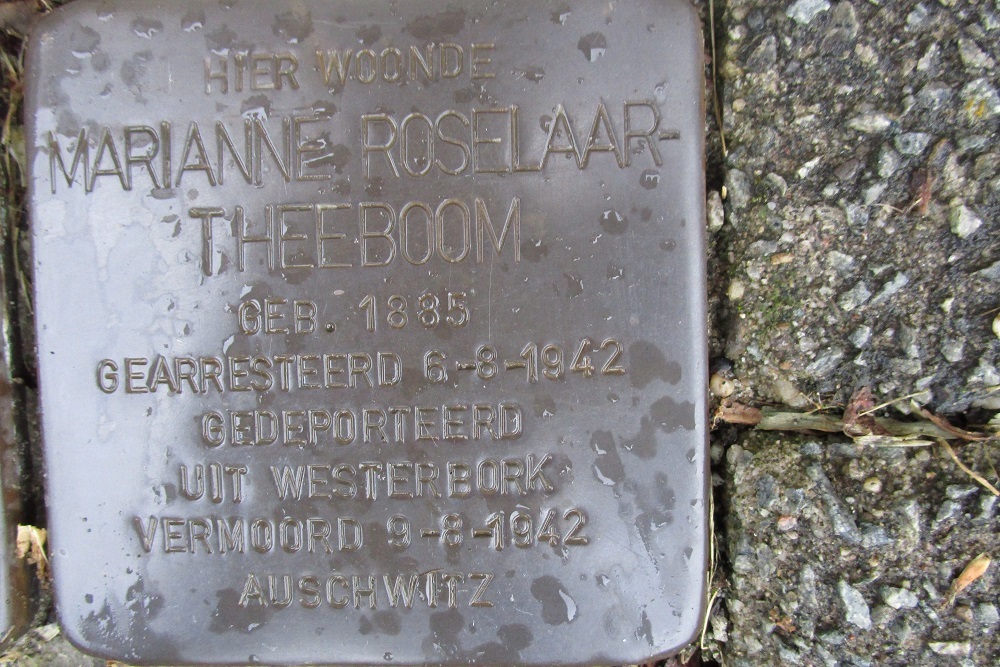 HIER WOONDE
MARIANNE ROSELAAR-
THEEBOOM
GEB. 1885
GEARRESTEERD 6-8-1942
GEDEPORTEERD
UIT WESTERBORK
VERMOORD 9-8-1942
AUSCHWITZ